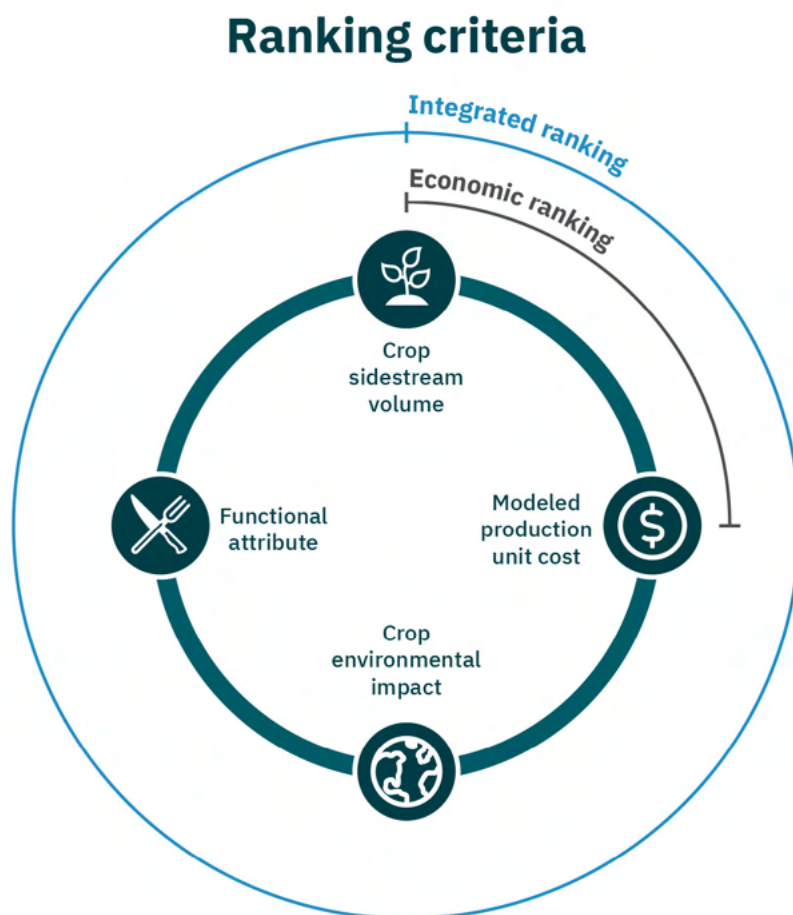 Ranking criteria
Integrated ranking
Economic ranking
Crop
sidestream
volume
Functional
attribute
Modeled
production
unit cost
Crop
environmental
impact